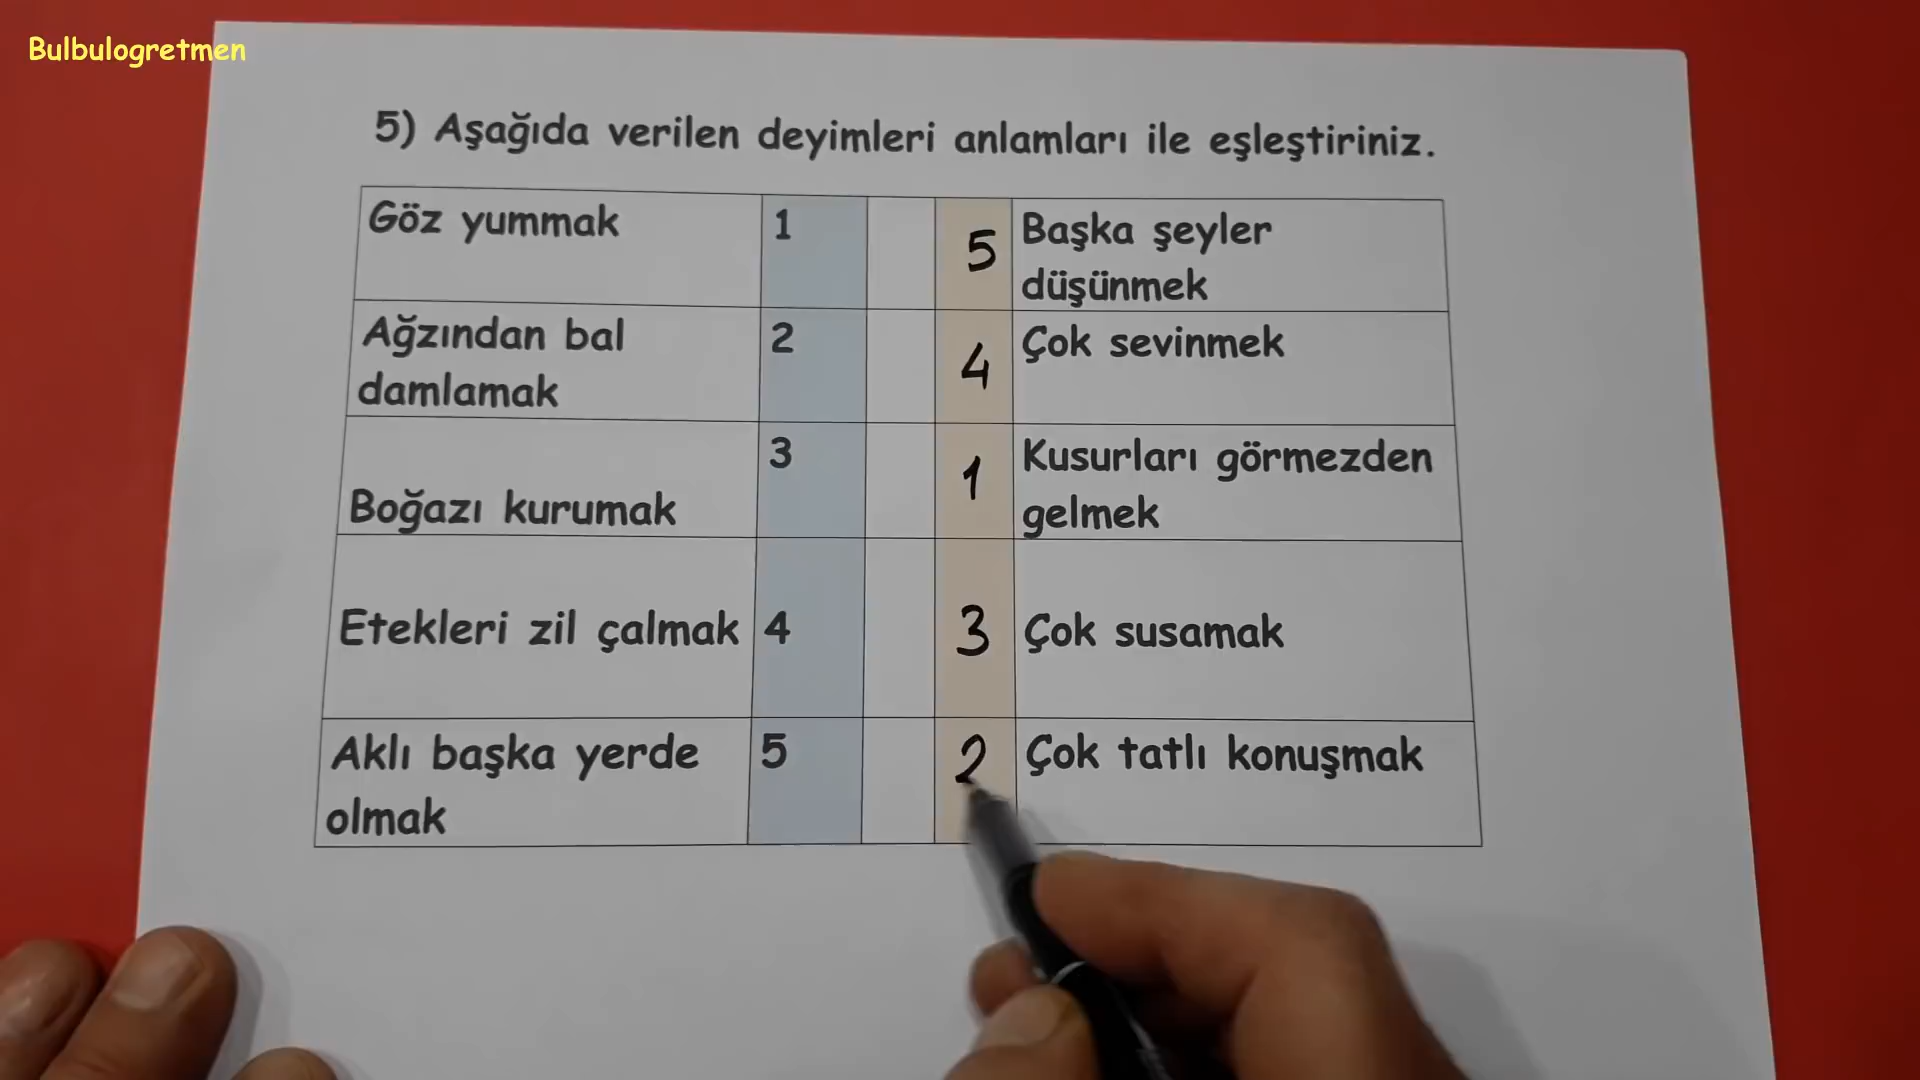 Bulbulogretmen
5) Aşağıda verilen deyimleri anlamları ile eşleştiriniz.
Göz yummak 1 5 Başka şeyler
düşünmek
Ağzından bal 2 4 Çok sevinmek
damlamak
3 1 Kusurları görmezden
Boğazı kurumak gelmek
Etekleri zil çalmak 4 3 Çok susamak
Aklı başka yerde 5 2 Çok tatlı konuşmak
olmak